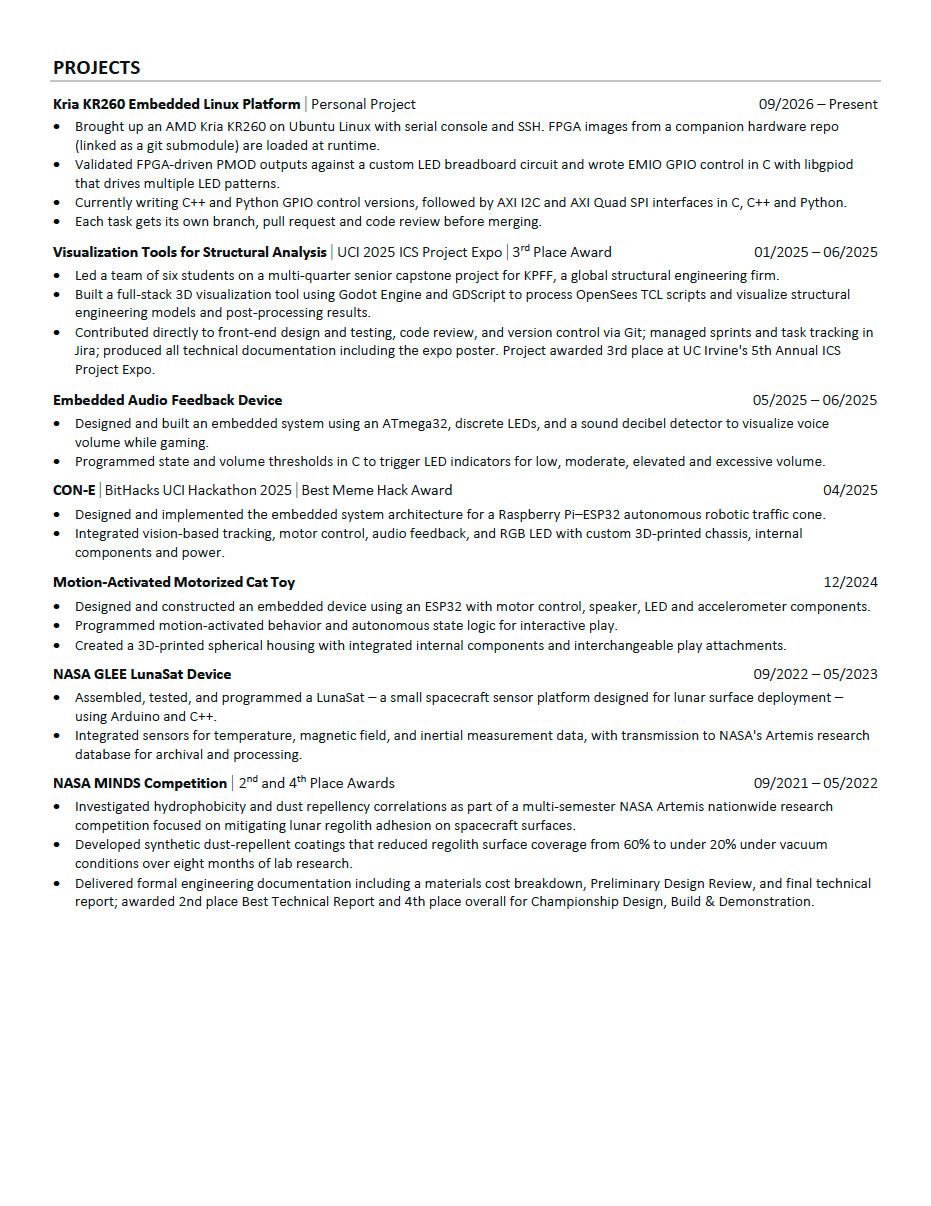 PROJECTS
Kria KR260 Embedded Linux Platform | Personal Project 09/2026 – Present
• Brought up an AMD Kria KR260 on Ubuntu Linux with serial console and SSH. FPGA images from a companion hardware repo
(linked as a git submodule) are loaded at runtime.
• Validated FPGA-driven PMOD outputs against a custom LED breadboard circuit and wrote EMIO GPIO control in C with libgpiod
that drives multiple LED patterns.
• Currently writing C++ and Python GPIO control versions, followed by AXI I2C and AXI Quad SPI interfaces in C, C++ and Python.
• Each task gets its own branch, pull request and code review before merging.
Visualization Tools for Structural Analysis | UCI 2025 ICS Project Expo | 3rd Place Award 01/2025 – 06/2025
• Led a team of six students on a multi-quarter senior capstone project for KPFF, a global structural engineering firm.
• Built a full-stack 3D visualization tool using Godot Engine and GDScript to process OpenSees TCL scripts and visualize structural
engineering models and post-processing results.
• Contributed directly to front-end design and testing, code review, and version control via Git; managed sprints and task tracking in
Jira; produced all technical documentation including the expo poster. Project awarded 3rd place at UC Irvine's 5th Annual ICS
Project Expo.
Embedded Audio Feedback Device 05/2025 – 06/2025
• Designed and built an embedded system using an ATmega32, discrete LEDs, and a sound decibel detector to visualize voice
volume while gaming.
• Programmed state and volume thresholds in C to trigger LED indicators for low, moderate, elevated and excessive volume.
CON-E | BitHacks UCI Hackathon 2025 | Best Meme Hack Award 04/2025
• Designed and implemented the embedded system architecture for a Raspberry Pi–ESP32 autonomous robotic traffic cone.
• Integrated vision-based tracking, motor control, audio feedback, and RGB LED with custom 3D-printed chassis, internal
components and power.
Motion-Activated Motorized Cat Toy 12/2024
• Designed and constructed an embedded device using an ESP32 with motor control, speaker, LED and accelerometer components.
• Programmed motion-activated behavior and autonomous state logic for interactive play.
• Created a 3D-printed spherical housing with integrated internal components and interchangeable play attachments.
NASA GLEE LunaSat Device 09/2022 – 05/2023
• Assembled, tested, and programmed a LunaSat – a small spacecraft sensor platform designed for lunar surface deployment –
using Arduino and C++.
• Integrated sensors for temperature, magnetic field, and inertial measurement data, with transmission to NASA's Artemis research
database for archival and processing.
NASA MINDS Competition | 2nd and 4th Place Awards 09/2021 – 05/2022
• Investigated hydrophobicity and dust repellency correlations as part of a multi-semester NASA Artemis nationwide research
competition focused on mitigating lunar regolith adhesion on spacecraft surfaces.
• Developed synthetic dust-repellent coatings that reduced regolith surface coverage from 60% to under 20% under vacuum
conditions over eight months of lab research.
• Delivered formal engineering documentation including a materials cost breakdown, Preliminary Design Review, and final technical
report; awarded 2nd place Best Technical Report and 4th place overall for Championship Design, Build & Demonstration.